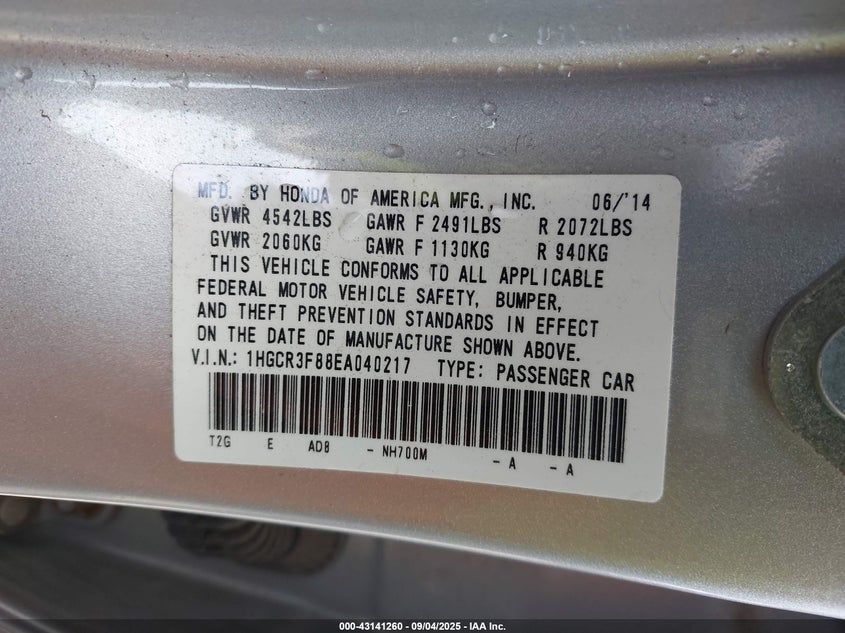 MFD. BY HONDA OF AMERICA MFG., INC. 06/'14
GVWR 4542LBS GAWR F 2491LBS R 2072LBS
GVWR 2060KG GAWR F 1130KG R 940KG
THIS VEHICLE CONFORMS TO ALL APPLICABLE
FEDERAL MOTOR VEHICLE SAFETY, BUMPER,
AND THEFT PREVENTION STANDARDS IN EFFECT
ON THE DATE OF MANUFACTURE SHOWN ABOVE.
V.I.N.: 1HGCR3F88EA040217 TYPE: PASSENGER CAR
T2G E AD8 - NH700M - A - A
000-43141260 - 09/04/2025 - IAA Inc.